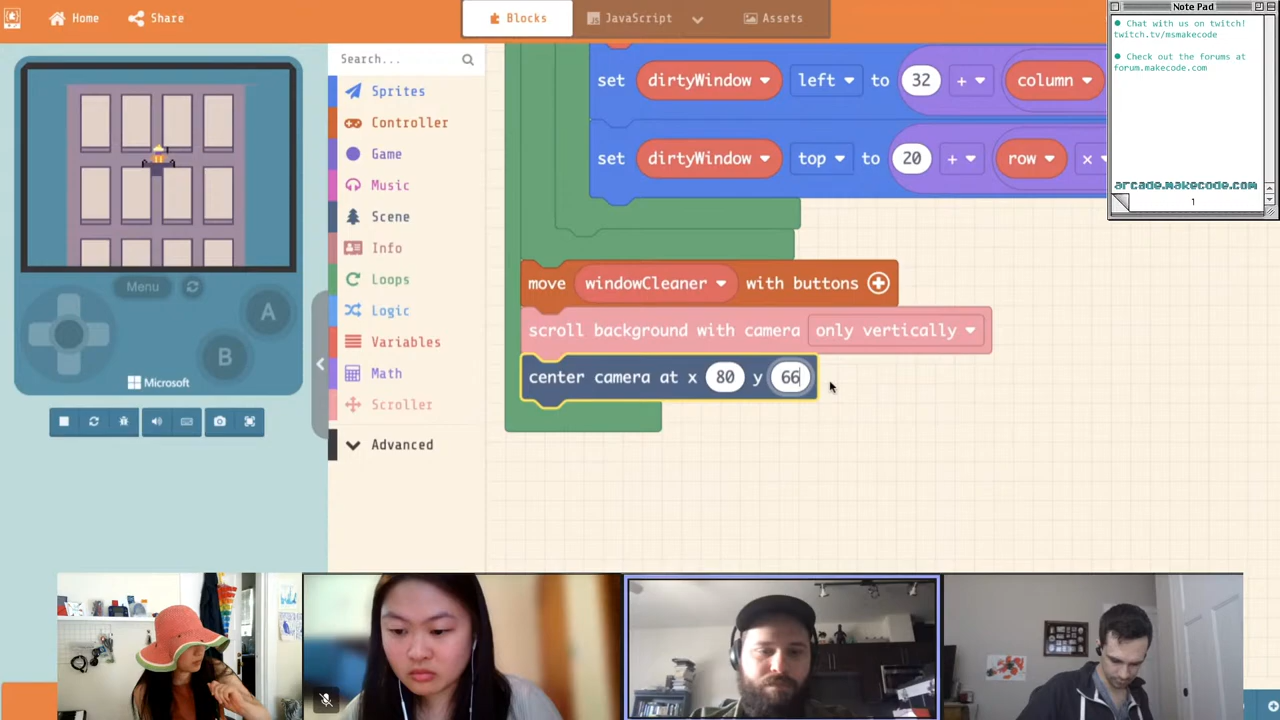 Home
Share
Blocks
JavaScript
Assets
Note Pad
Chat with us on twitch!
twitch.tv/msmakecode
Check out the forums at
forum.makecode.com
arcade.makecode.com
1
Menu
A
B
Microsoft
Search...
Sprites
Controller
Game
Music
Scene
Info
Loops
Logic
Variables
Math
Scroller
Advanced
set dirtyWindow left to 32 + column
set dirtyWindow top to 20 + row ×
move windowCleaner with buttons
scroll background with camera only vertically
center camera at x 80 y 66